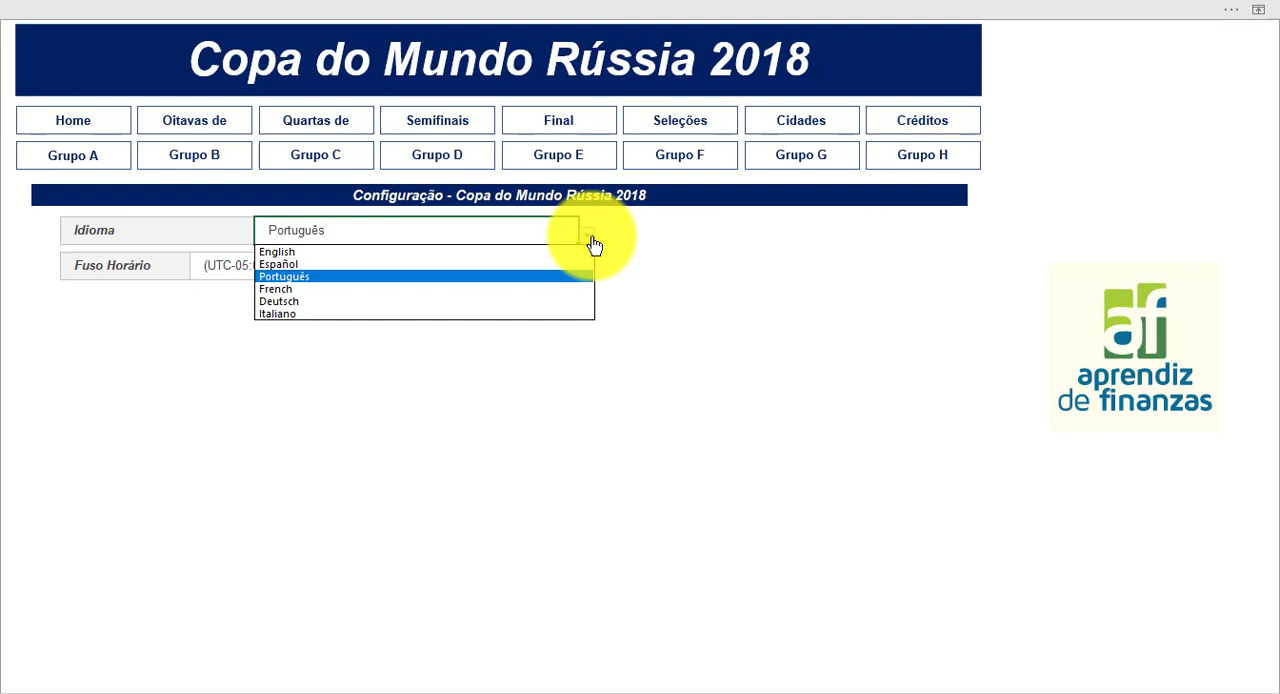 Copa do Mundo Rússia 2018
Home Oitavas de Quartas de Semifinais Final Seleções Cidades Créditos
Grupo A Grupo B Grupo C Grupo D Grupo E Grupo F Grupo G Grupo H
Configuração - Copa do Mundo Rússia 2018
Idioma Português
English
Español
Português
French
Deutsch
Italiano
Fuso Horário (UTC-05:
af
aprendiz
de finanzas